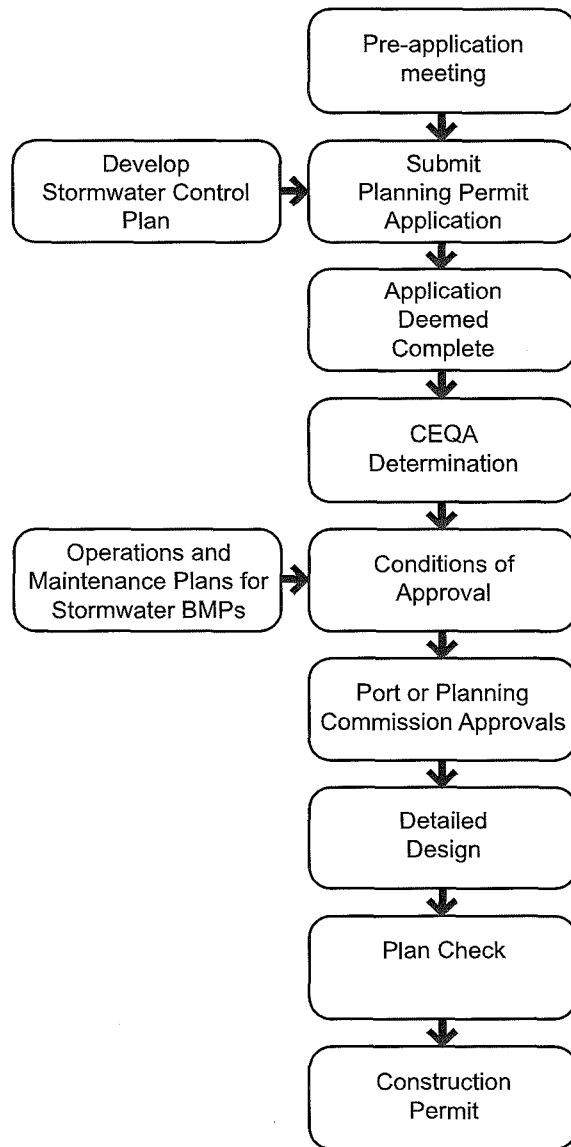 Pre-application
meeting
Develop
Stormwater Control
Plan
Submit
Planning Permit
Application
Application
Deemed
Complete
CEQA
Determination
Operations and
Maintenance Plans for
Stormwater BMPs
Conditions of
Approval
Port or Planning
Commission Approvals
Detailed
Design
Plan Check
Construction
Permit